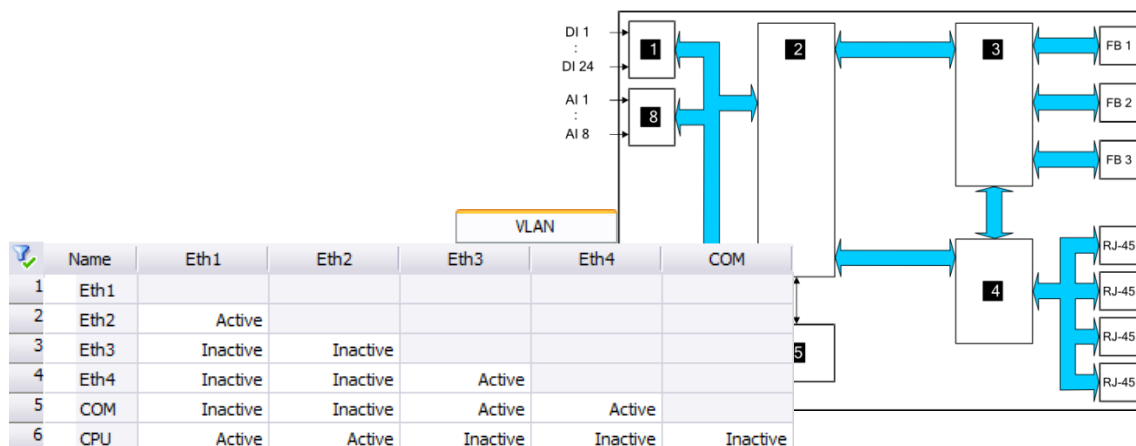 DI 1
:
DI 24
AI 1
:
AI 8
1
8
2
3
FB 1
FB 2
FB 3
4
5
RJ-45
RJ-45
RJ-45
RJ-45
VLAN
Name Eth1 Eth2 Eth3 Eth4 COM
1 Eth1
2 Eth2 Active
3 Eth3 Inactive Inactive
4 Eth4 Inactive Inactive Active
5 COM Inactive Inactive Active Active
6 CPU Active Active Inactive Inactive Inactive